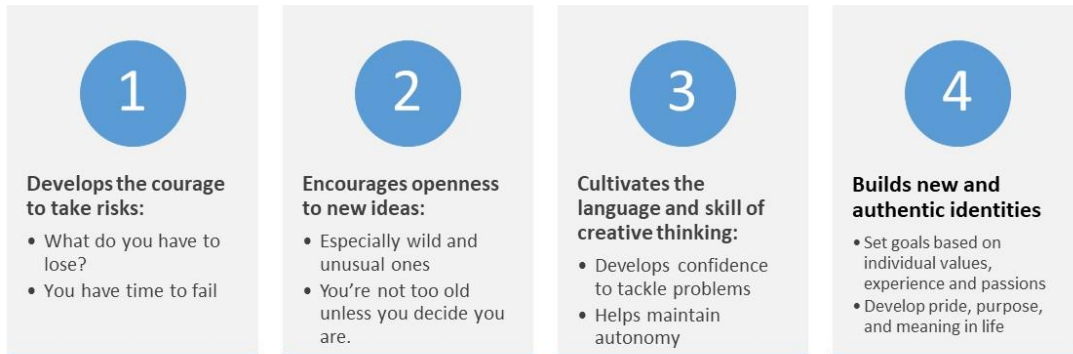 1
Develops the courage
to take risks:
• What do you have to
lose?
• You have time to fail
2
Encourages openness
to new ideas:
• Especially wild and
unusual ones
• You’re not too old
unless you decide you
are.
3
Cultivates the
language and skill of
creative thinking:
• Develops confidence
to tackle problems
• Helps maintain
autonomy
4
Builds new and
authentic identities
• Set goals based on
individual values,
experience and passions
• Develop pride, purpose,
and meaning in life